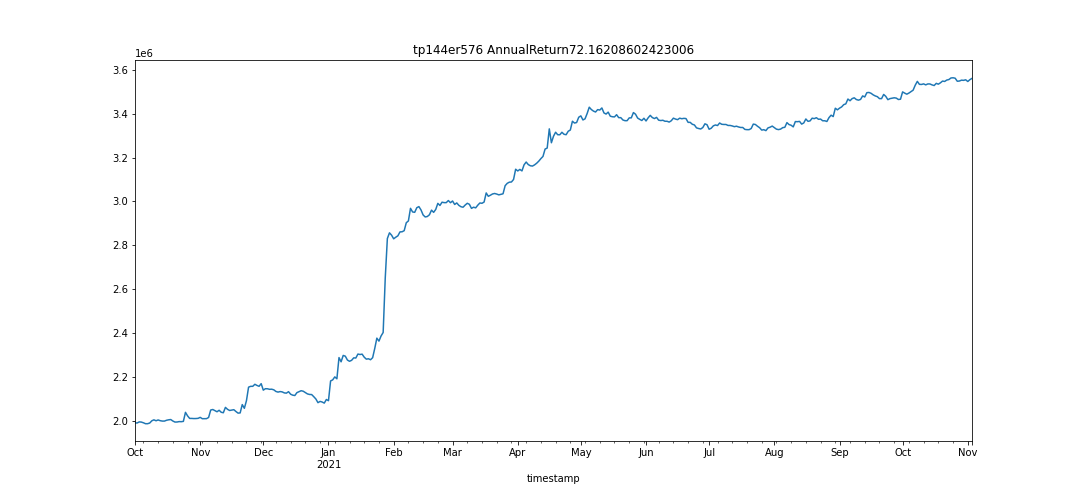 tp144er576 AnnualReturn72.16208602423006
1e6
3.6
3.4
3.2
3.0
2.8
2.6
2.4
2.2
2.0
Oct Nov Dec Jan Feb Mar Apr May Jun Jul Aug Sep Oct Nov
2021
timestamp